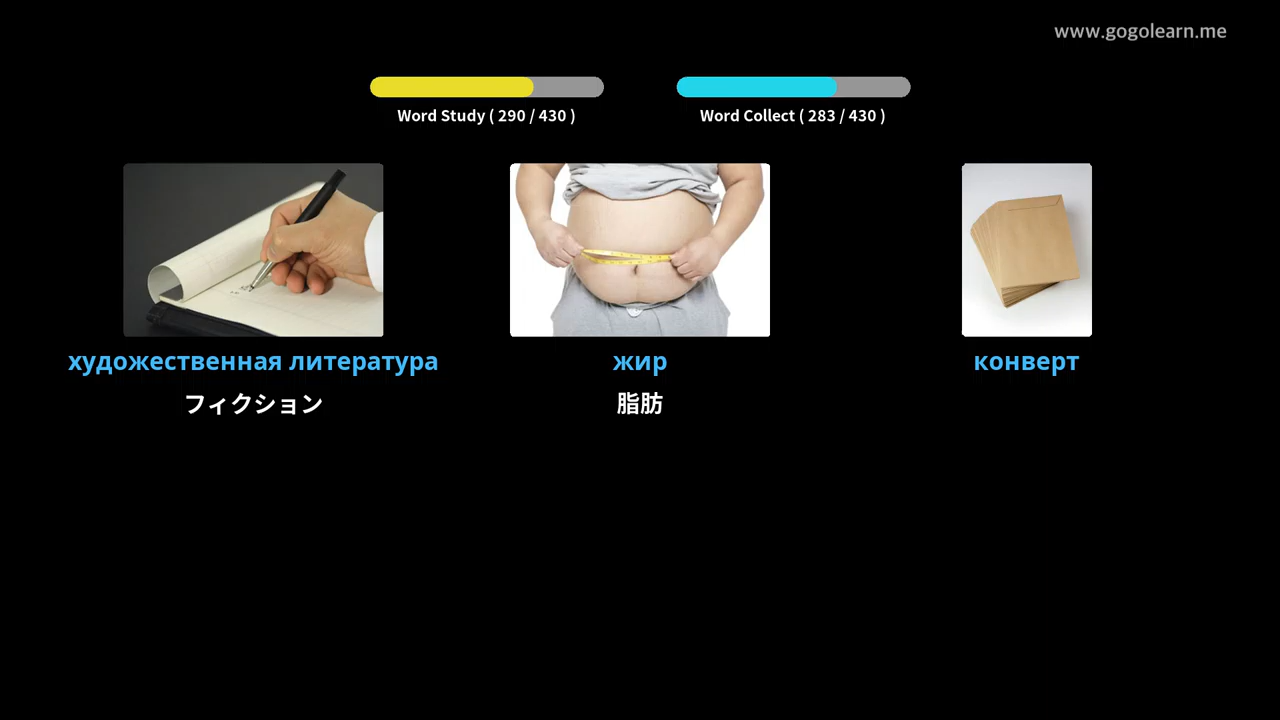 www.gogolearn.me
Word Study ( 290 / 430 )
Word Collect ( 283 / 430 )
художественная литература
жир
конверт
フィクション
脂肪